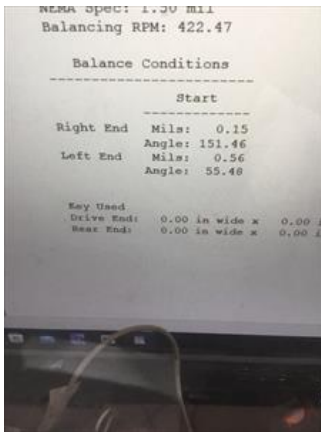 NEMA Spec: 1.50 mil
Balancing RPM: 422.47
Balance Conditions
Start
Right End Mils: 0.15
Angle: 151.46
Left End Mils: 0.56
Angle: 55.48
Key Used
Drive End: 0.00 in wide x 0.00 i
Rear End: 0.00 in wide x 0.00 i